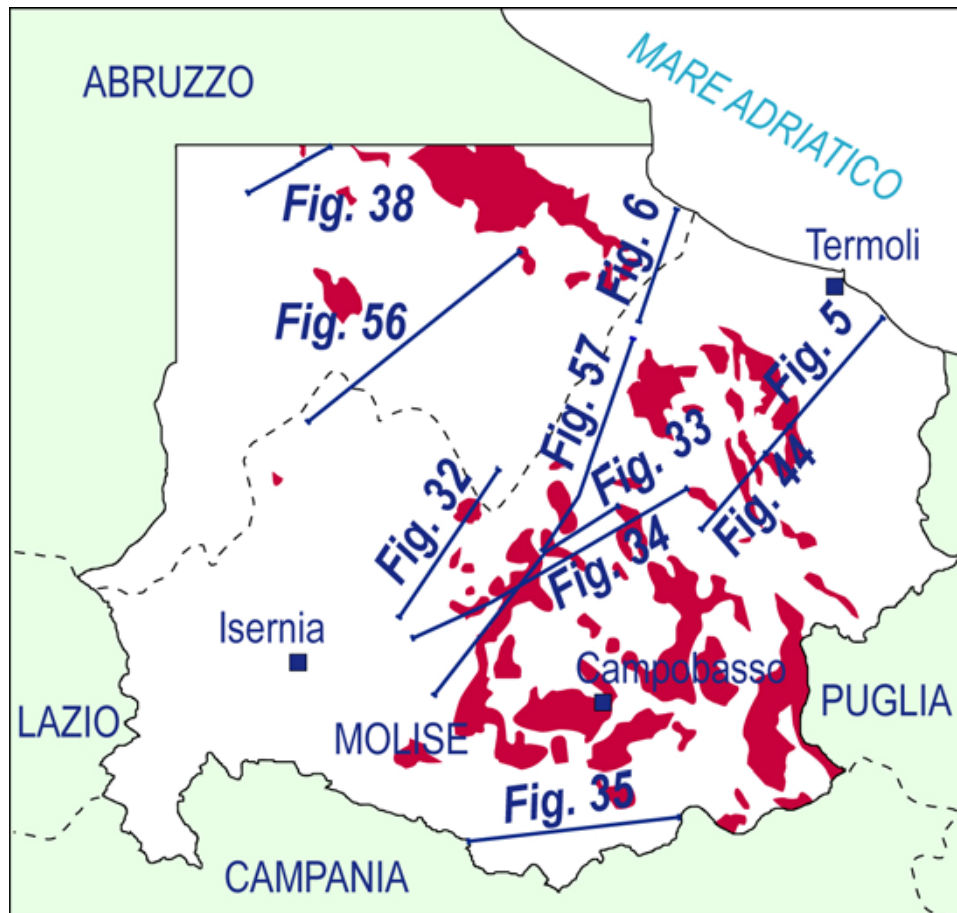 ABRUZZO
MARE ADRIATICO
Fig. 38
Fig. 6
Termoli
Fig. 56
Fig. 5
Fig. 57
Fig. 33
Fig. 32
Fig. 44
Fig. 34
Isernia
Campobasso
LAZIO
PUGLIA
MOLISE
Fig. 35
CAMPANIA